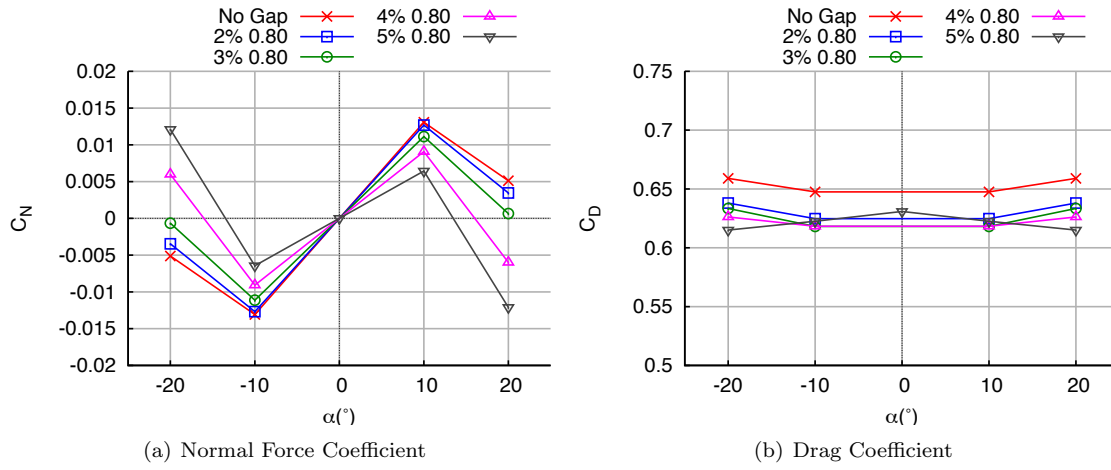 No Gap
2% 0.80
3% 0.80
4% 0.80
5% 0.80
0.02
0.015
0.01
0.005
0
-0.005
-0.01
-0.015
-0.02
C_N
-20 -10 0 10 20
α(°)
(a) Normal Force Coefficient
No Gap
2% 0.80
3% 0.80
4% 0.80
5% 0.80
0.75
0.7
0.65
0.6
0.55
0.5
C_D
-20 -10 0 10 20
α(°)
(b) Drag Coefficient